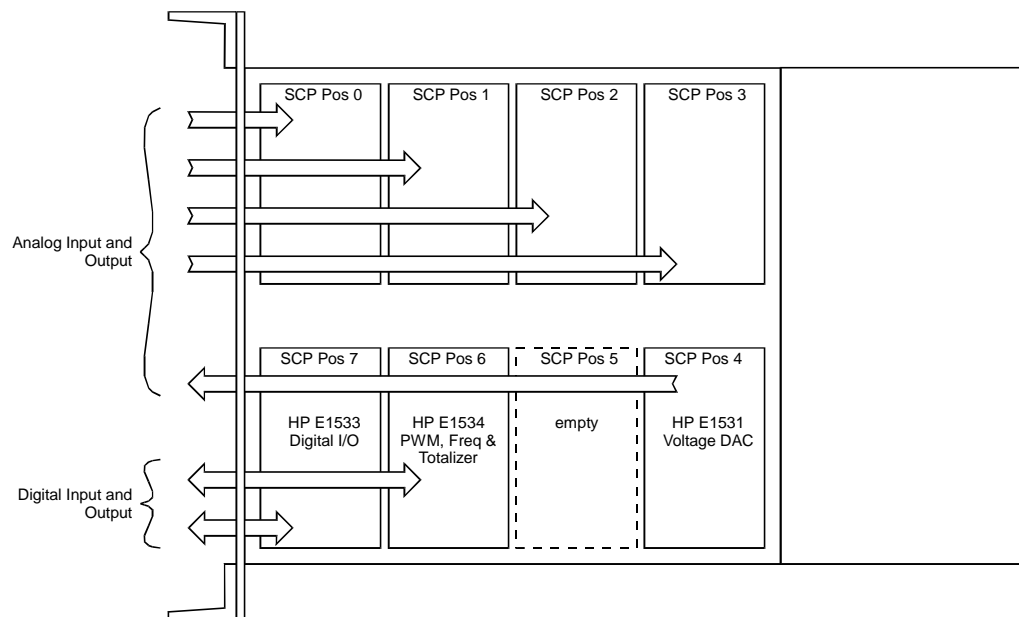 SCP Pos 0
SCP Pos 1
SCP Pos 2
SCP Pos 3
Analog Input and
Output
SCP Pos 7
SCP Pos 6
SCP Pos 5
SCP Pos 4
HP E1533
Digital I/O
HP E1534
PWM, Freq &
Totalizer
empty
HP E1531
Voltage DAC
Digital Input and
Output